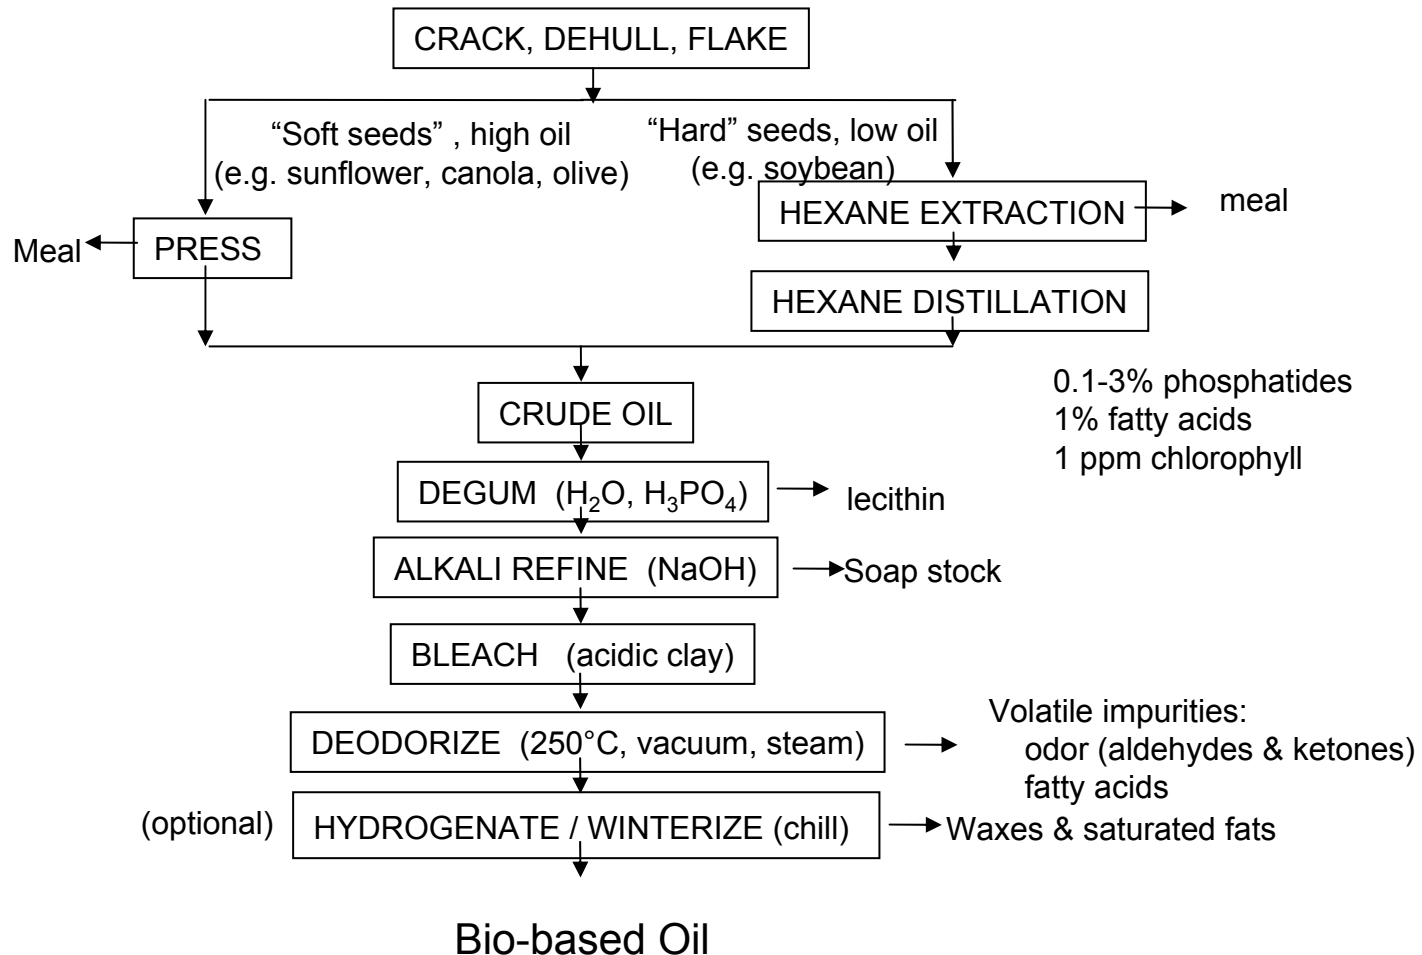 CRACK, DEHULL, FLAKE
“Soft seeds” , high oil
(e.g. sunflower, canola, olive)
“Hard” seeds, low oil
(e.g. soybean)
HEXANE EXTRACTION
meal
Meal
PRESS
HEXANE DISTILLATION
0.1-3% phosphatides
1% fatty acids
1 ppm chlorophyll
CRUDE OIL
DEGUM (H₂O, H₃PO₄)
lecithin
ALKALI REFINE (NaOH)
Soap stock
BLEACH (acidic clay)
DEODORIZE (250°C, vacuum, steam)
Volatile impurities:
odor (aldehydes & ketones)
fatty acids
(optional)
HYDROGENATE / WINTERIZE (chill)
Waxes & saturated fats
Bio-based Oil